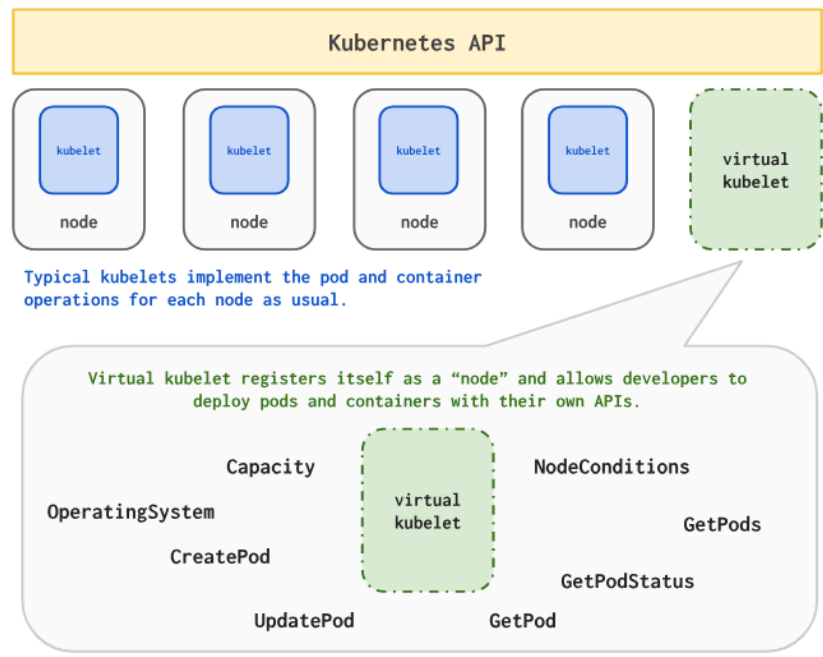 Kubernetes API
kubelet
node
kubelet
node
kubelet
node
kubelet
node
virtual
kubelet
Typical kubelets implement the pod and container
operations for each node as usual.
Virtual kubelet registers itself as a “node” and allows developers to
deploy pods and containers with their own APIs.
Capacity
OperatingSystem
CreatePod
UpdatePod
virtual
kubelet
NodeConditions
GetPods
GetPodStatus
GetPod